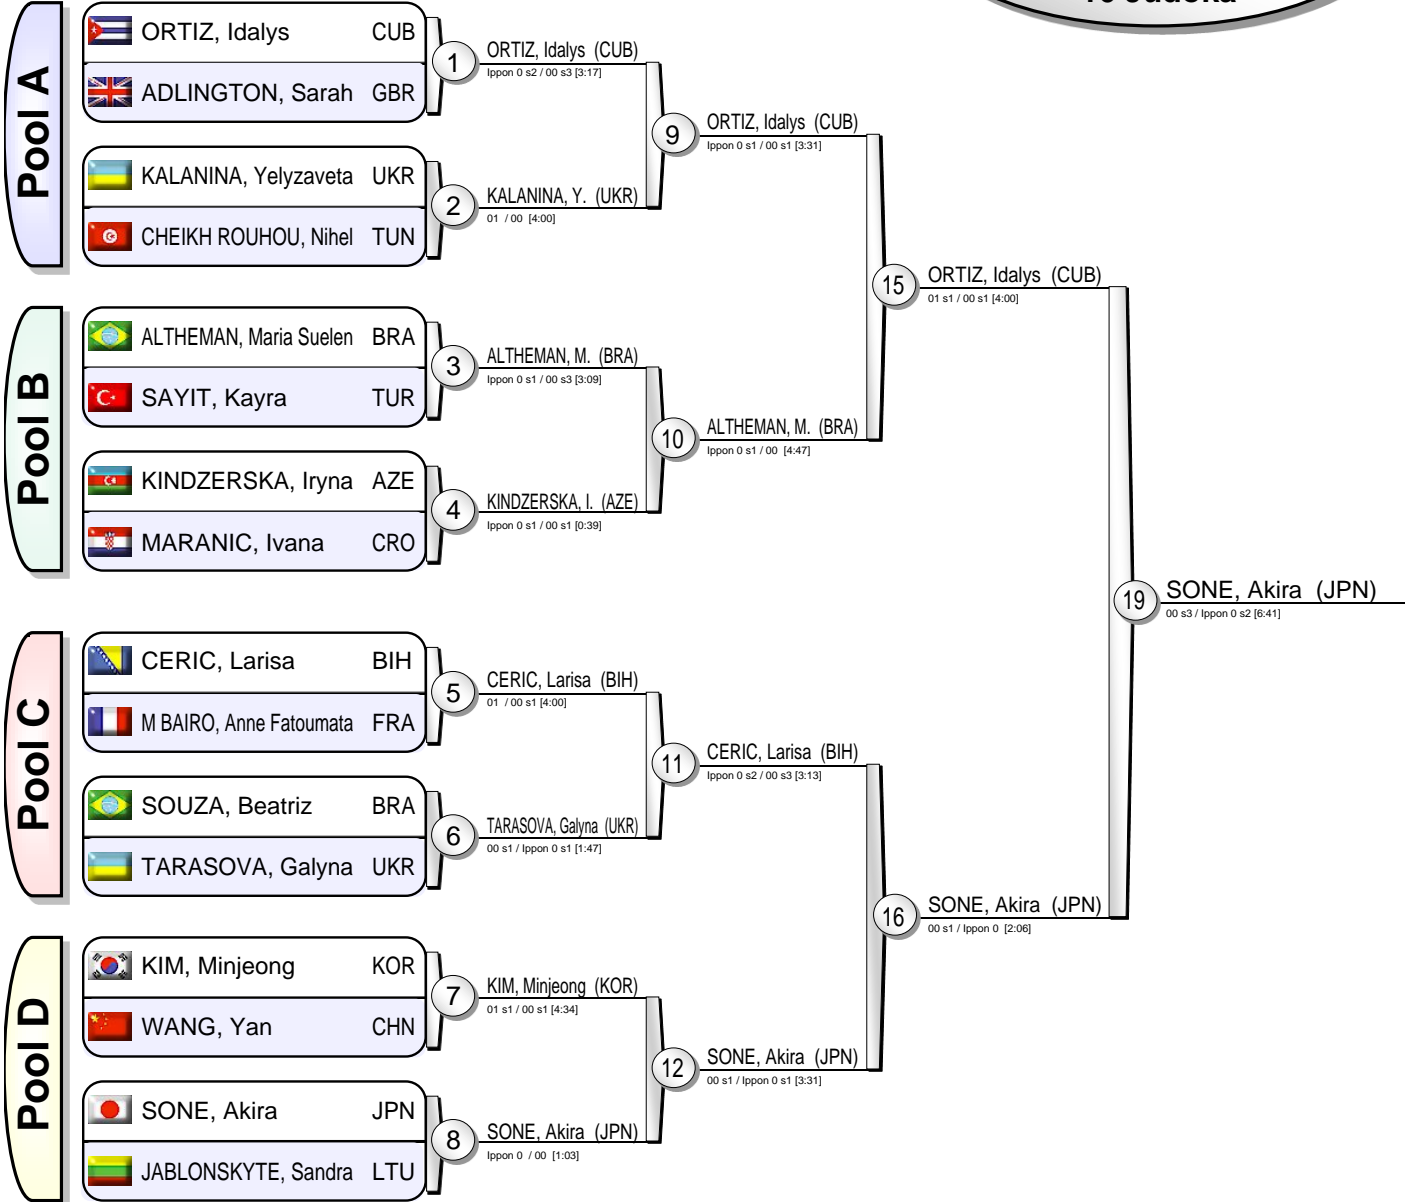 16 Judoka
Pool A
ORTIZ, Idalys CUB
ADLINGTON, Sarah GBR
KALANINA, Yelyzaveta UKR
CHEIKH ROUHOU, Nihel TUN
Pool B
ALTHEMAN, Maria Suelen BRA
SAYIT, Kayra TUR
KINDZERSKA, Iryna AZE
MARANIC, Ivana CRO
Pool C
CERIC, Larisa BIH
M BAIRO, Anne Fatoumata FRA
SOUZA, Beatriz BRA
TARASOVA, Galyna UKR
Pool D
KIM, Minjeong KOR
WANG, Yan CHN
SONE, Akira JPN
JABLONSKYTE, Sandra LTU
1
ORTIZ, Idalys (CUB)
Ippon 0 s2 / 00 s3 [3:17]
2
KALANINA, Y. (UKR)
01 / 00 [4:00]
3
ALTHEMAN, M. (BRA)
Ippon 0 s1 / 00 s3 [3:09]
4
KINDZERSKA, I. (AZE)
Ippon 0 s1 / 00 s1 [0:39]
5
CERIC, Larisa (BIH)
01 / 00 s1 [4:00]
6
TARASOVA, Galyna (UKR)
00 s1 / Ippon 0 s1 [1:47]
7
KIM, Minjeong (KOR)
01 s1 / 00 s1 [4:34]
8
SONE, Akira (JPN)
Ippon 0 / 00 [1:03]
9
ORTIZ, Idalys (CUB)
Ippon 0 s1 / 00 s1 [3:31]
10
ALTHEMAN, M. (BRA)
Ippon 0 s1 / 00 [4:47]
11
CERIC, Larisa (BIH)
Ippon 0 s2 / 00 s3 [3:13]
12
SONE, Akira (JPN)
00 s1 / Ippon 0 s1 [3:31]
15
ORTIZ, Idalys (CUB)
01 s1 / 00 s1 [4:00]
16
SONE, Akira (JPN)
00 s1 / Ippon 0 [2:06]
19
SONE, Akira (JPN)
00 s3 / Ippon 0 s2 [6:41]